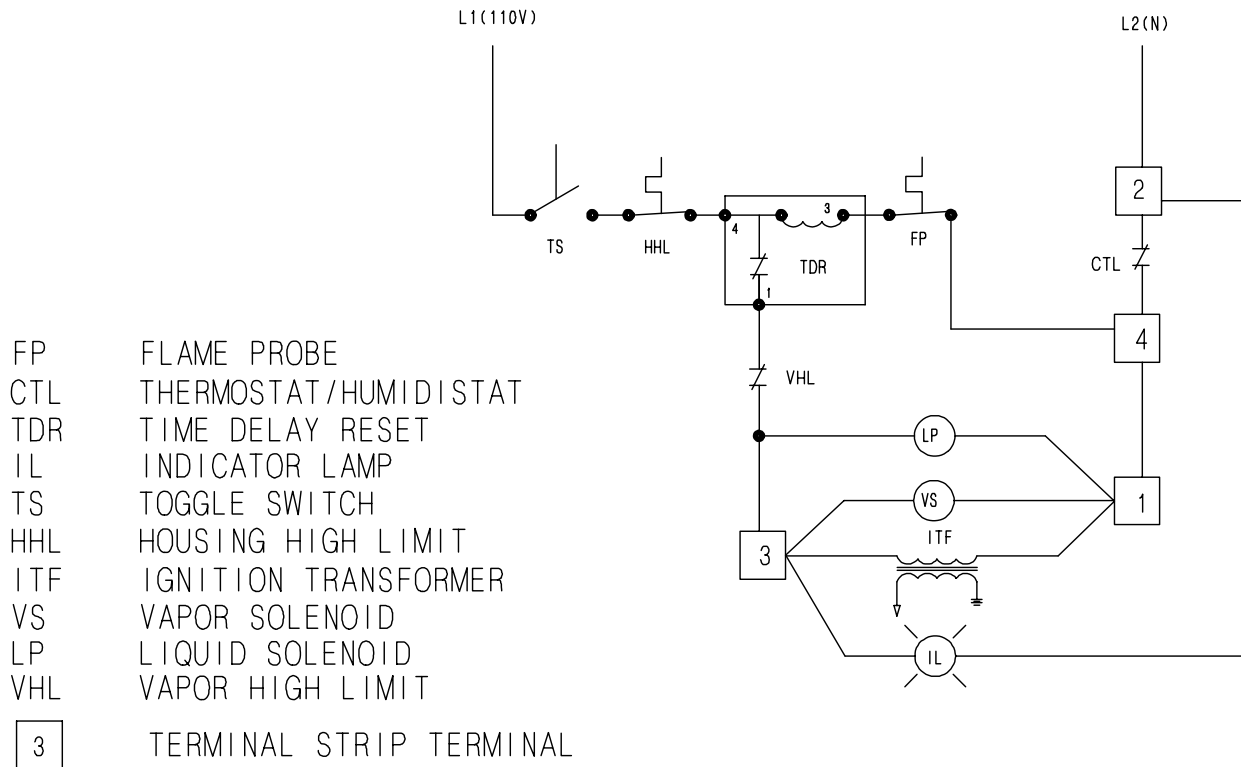 L1(110V)
L2(N)
2
TS
HHL
4
3
TDR
1
FP
CTL
4
VHL
LP
VS
1
ITF
3
IL
FP FLAME PROBE
CTL THERMOSTAT/HUMIDISTAT
TDR TIME DELAY RESET
IL INDICATOR LAMP
TS TOGGLE SWITCH
HHL HOUSING HIGH LIMIT
ITF IGNITION TRANSFORMER
VS VAPOR SOLENOID
LP LIQUID SOLENOID
VHL VAPOR HIGH LIMIT
3 TERMINAL STRIP TERMINAL